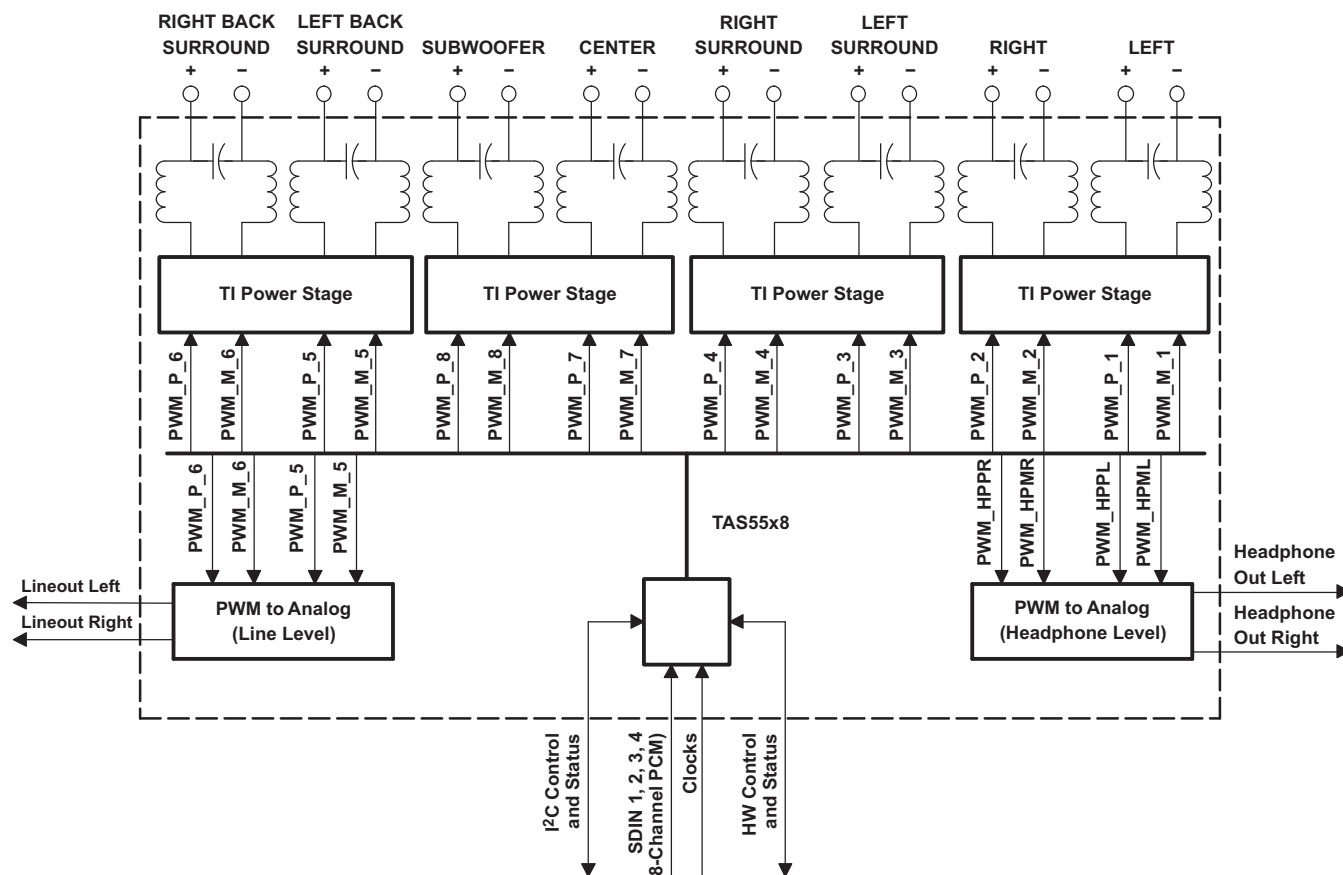 RIGHT BACK
SURROUND
LEFT BACK
SURROUND
SUBWOOFER
CENTER
RIGHT
SURROUND
LEFT
SURROUND
RIGHT
LEFT
+ −
+ −
+ −
+ −
+ −
+ −
+ −
+ −
TI Power Stage
TI Power Stage
TI Power Stage
TI Power Stage
PWM_P_6
PWM_M_6
PWM_P_5
PWM_M_5
PWM_P_8
PWM_M_8
PWM_P_7
PWM_M_7
PWM_P_4
PWM_M_4
PWM_P_3
PWM_M_3
PWM_P_2
PWM_M_2
PWM_P_1
PWM_M_1
PWM_P_6
PWM_M_6
PWM_P_5
PWM_M_5
PWM_HPPR
PWM_HPMR
PWM_HPPL
PWM_HPML
TAS55x8
Lineout Left
Lineout Right
PWM to Analog
(Line Level)
PWM to Analog
(Headphone Level)
Headphone
Out Left
Headphone
Out Right
I²C Control
and Status
SDIN 1, 2, 3, 4
8-Channel PCM)
Clocks
HW Control
and Status